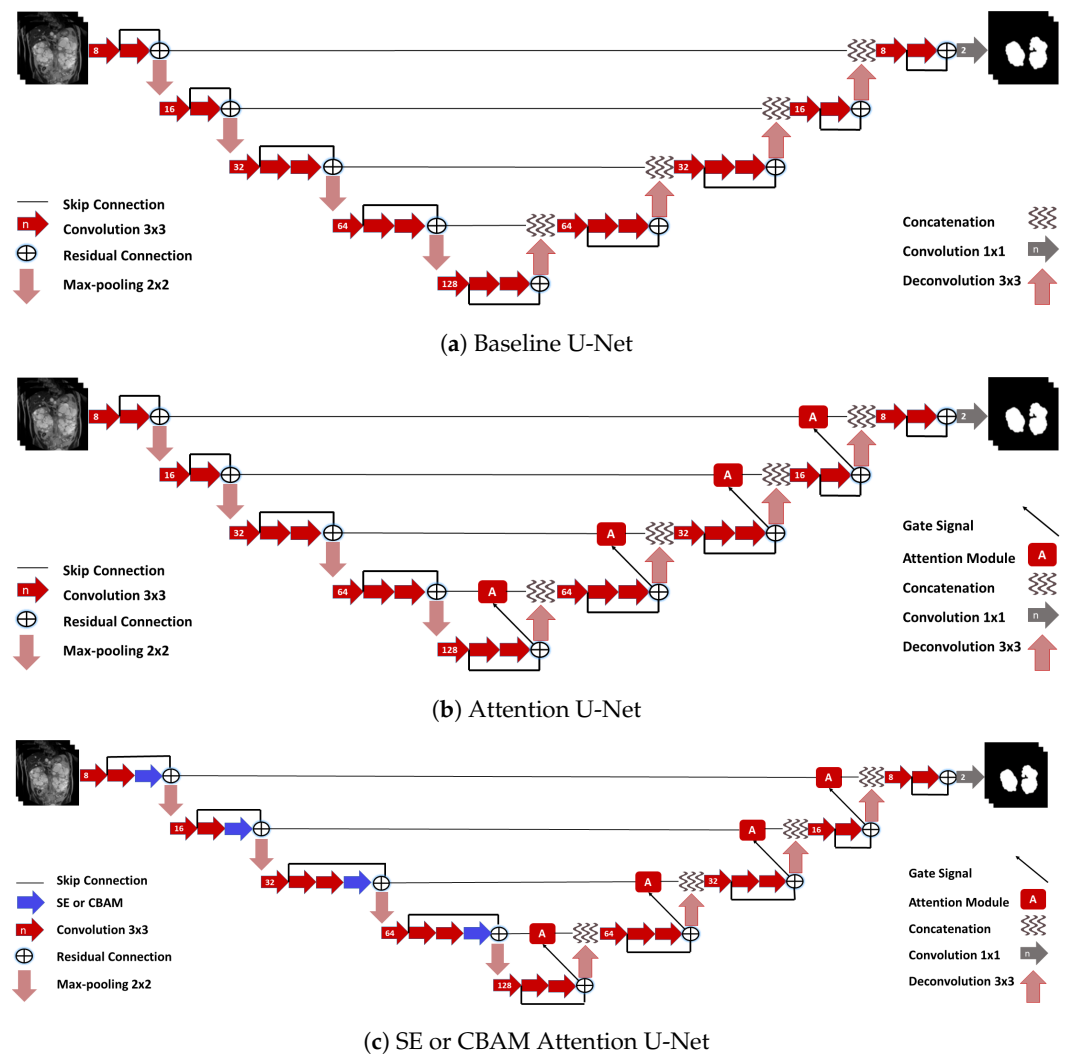 8
8
2
16
16
32
32
Skip Connection
n
Convolution 3x3
Residual Connection
Max-pooling 2x2
64
64
128
Concatenation
Convolution 1x1
n
Deconvolution 3x3
(a) Baseline U-Net
8
A
8
2
16
A
16
32
A
32
Skip Connection
n
Convolution 3x3
Residual Connection
Max-pooling 2x2
64
A
64
128
Gate Signal
Attention Module
A
Concatenation
Convolution 1x1
n
Deconvolution 3x3
(b) Attention U-Net
8
A
8
2
16
A
16
32
A
32
Skip Connection
SE or CBAM
n
Convolution 3x3
Residual Connection
Max-pooling 2x2
64
A
64
128
Gate Signal
Attention Module
A
Concatenation
Convolution 1x1
n
Deconvolution 3x3
(c) SE or CBAM Attention U-Net